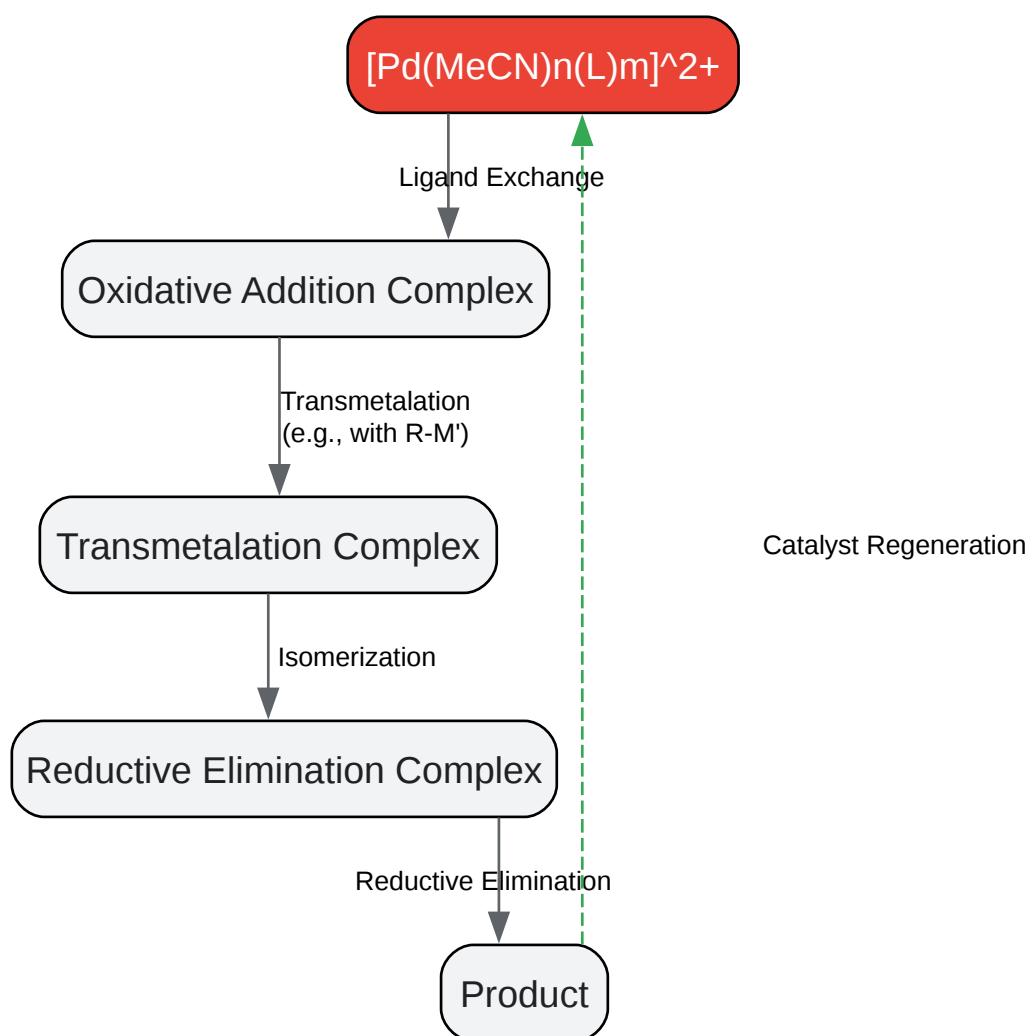 [Pd(MeCN)n(L)m]^2+
Ligand Exchange
Oxidative Addition Complex
Transmetalation
(e.g., with R-M')
Transmetalation Complex
Catalyst Regeneration
Isomerization
Reductive Elimination Complex
Reductive Elimination
Product